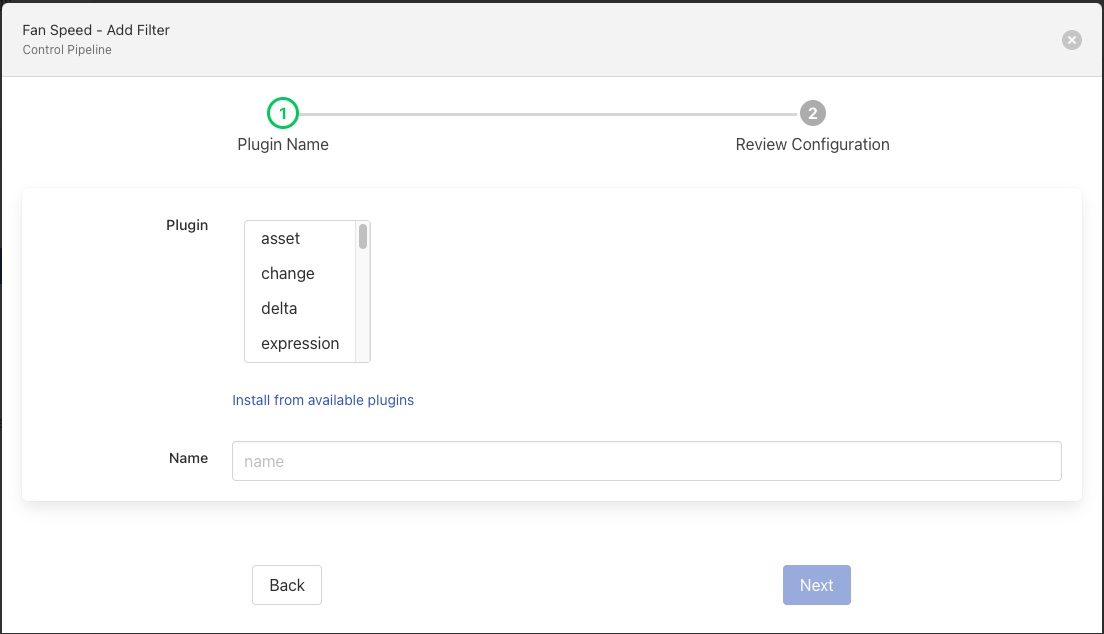 Fan Speed - Add Filter
Control Pipeline
1
2
Plugin Name
Review Configuration
Plugin
asset
change
delta
expression
Install from available plugins
Name
name
Back
Next